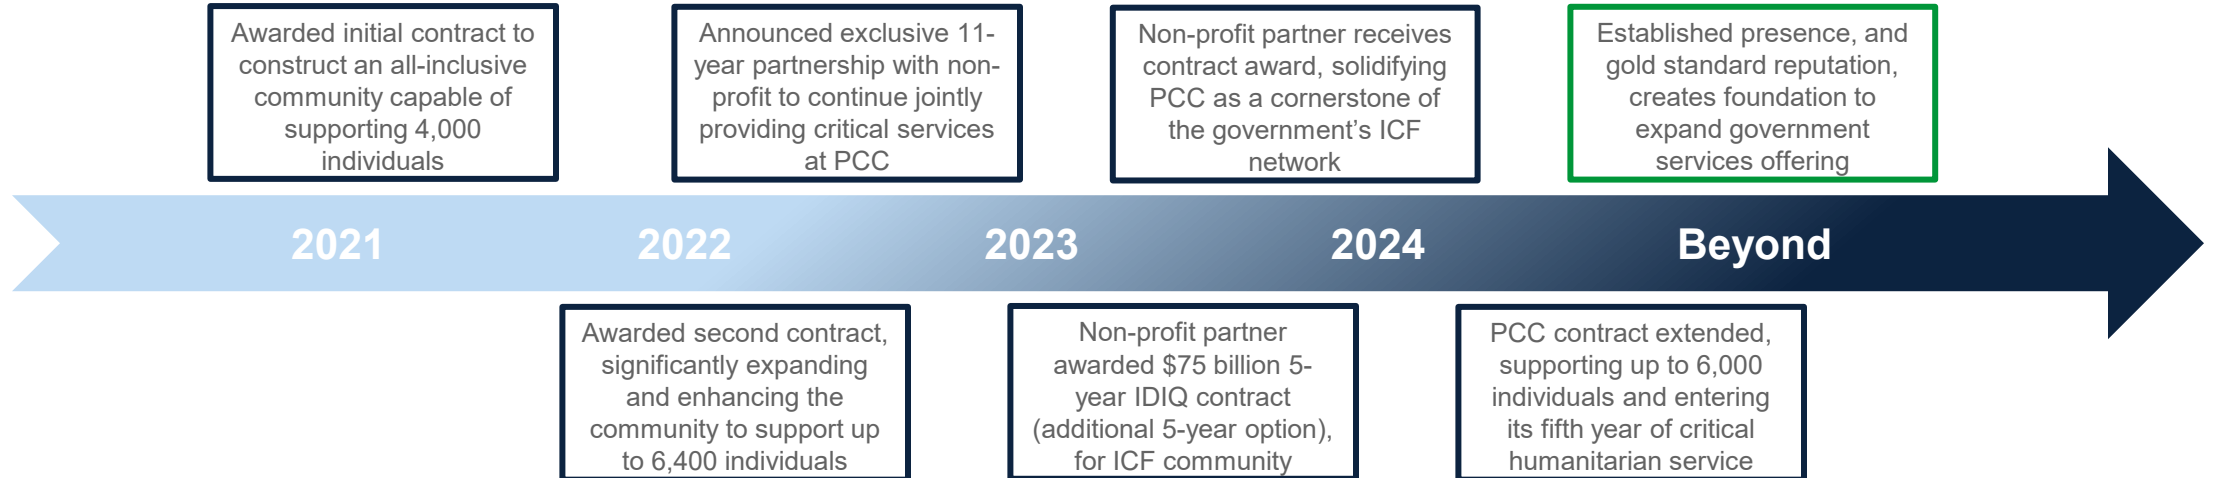 Awarded initial contract to
construct an all-inclusive
community capable of
supporting 4,000
individuals
Announced exclusive 11-
year partnership with non-
profit to continue jointly
providing critical services
at PCC
Non-profit partner receives
contract award, solidifying
PCC as a cornerstone of
the government’s ICF
network
Established presence, and
gold standard reputation,
creates foundation to
expand government
services offering
2021
2022
2023
2024
Beyond
Awarded second contract,
significantly expanding
and enhancing the
community to support up
to 6,400 individuals
Non-profit partner
awarded $75 billion 5-
year IDIQ contract
(additional 5-year option),
for ICF community
PCC contract extended,
supporting up to 6,000
individuals and entering
its fifth year of critical
humanitarian service